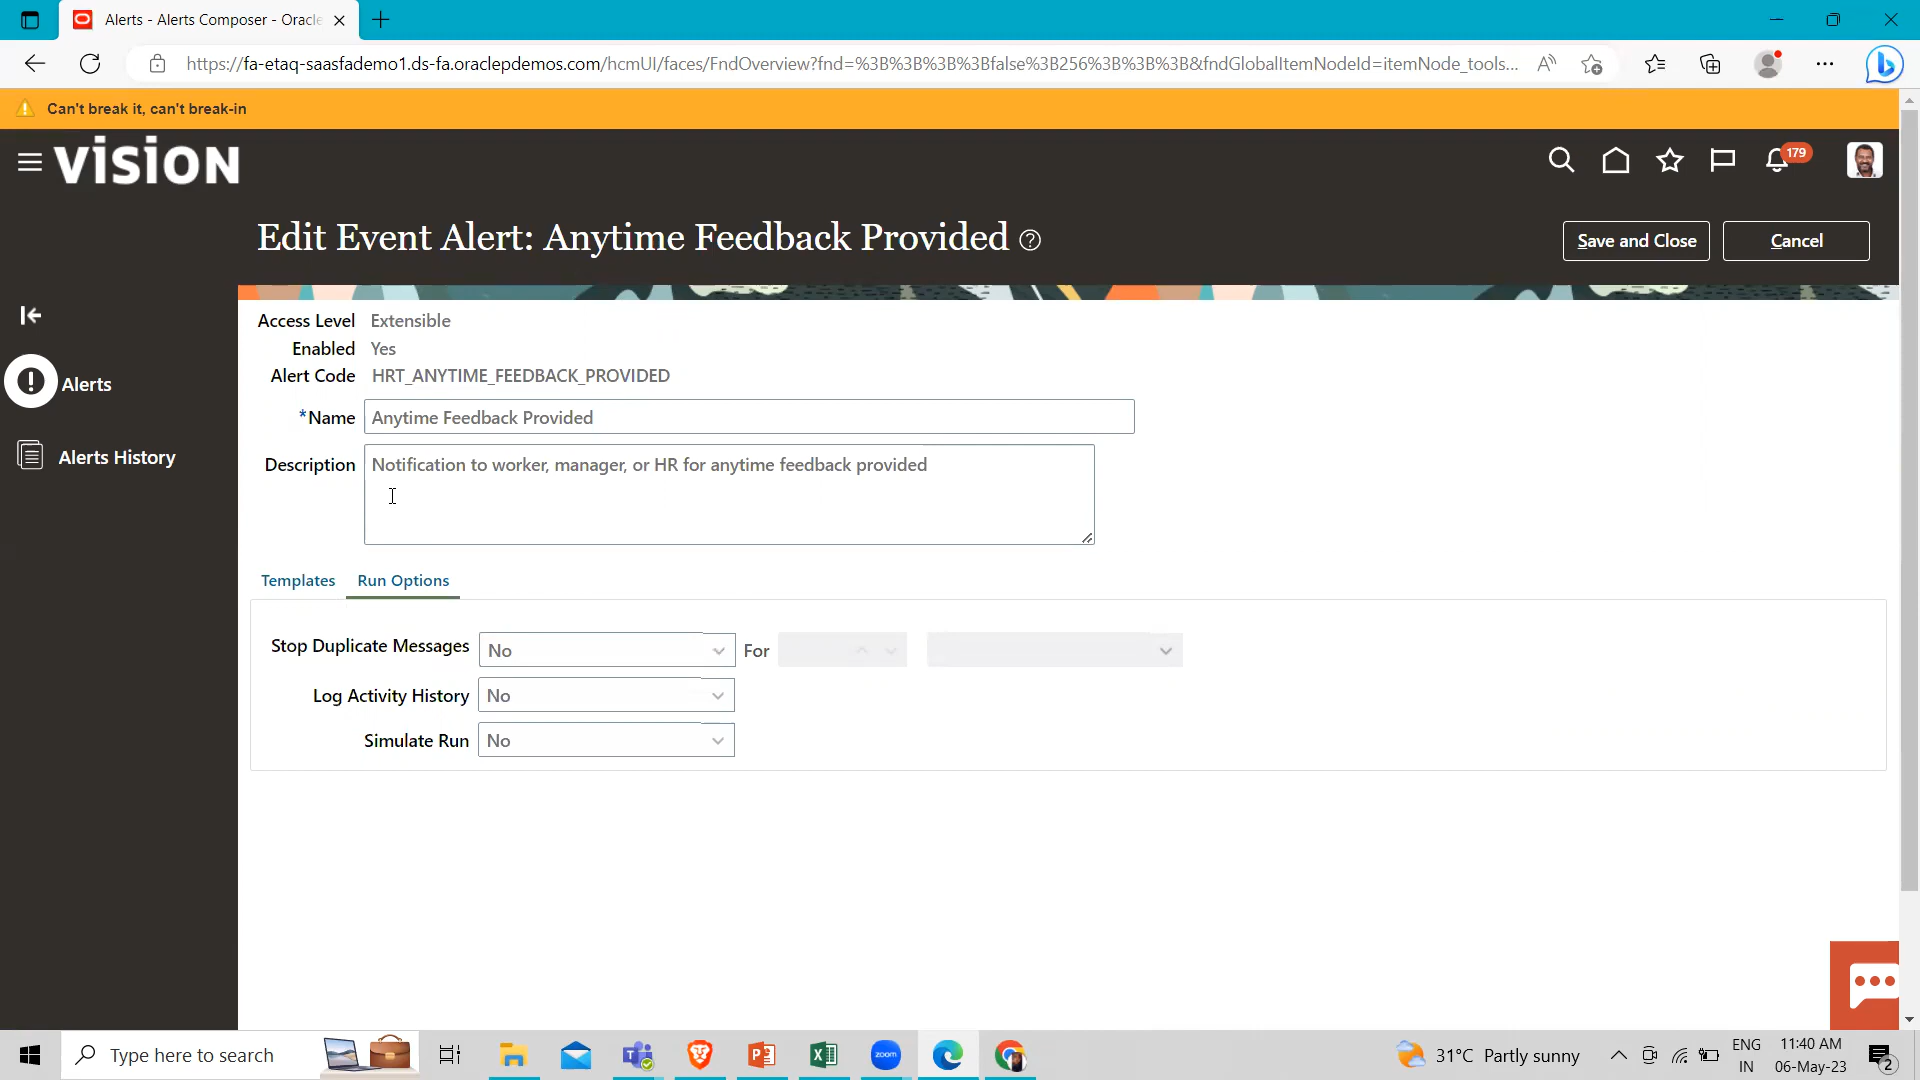 Alerts - Alerts Composer - Oracle
https://fa-etaq-saasfademo1.ds-fa.oraclepdemos.com/hcmUI/faces/FndOverview?fnd=%3B%3B%3B%3Bfalse%3B256%3B%3B%3B&fndGlobalItemNodeId=itemNode_tools...
Can't break it, can't break-in
vision
179
Edit Event Alert: Anytime Feedback Provided
Save and Close
Cancel
Access Level Extensible
Enabled Yes
Alerts
Alert Code HRT_ANYTIME_FEEDBACK_PROVIDED
*Name Anytime Feedback Provided
Alerts History
Description Notification to worker, manager, or HR for anytime feedback provided
Templates Run Options
Stop Duplicate Messages No For
Log Activity History No
Simulate Run No
Type here to search
zoom
31°C Partly sunny
ENG
IN
11:40 AM
06-May-23
2